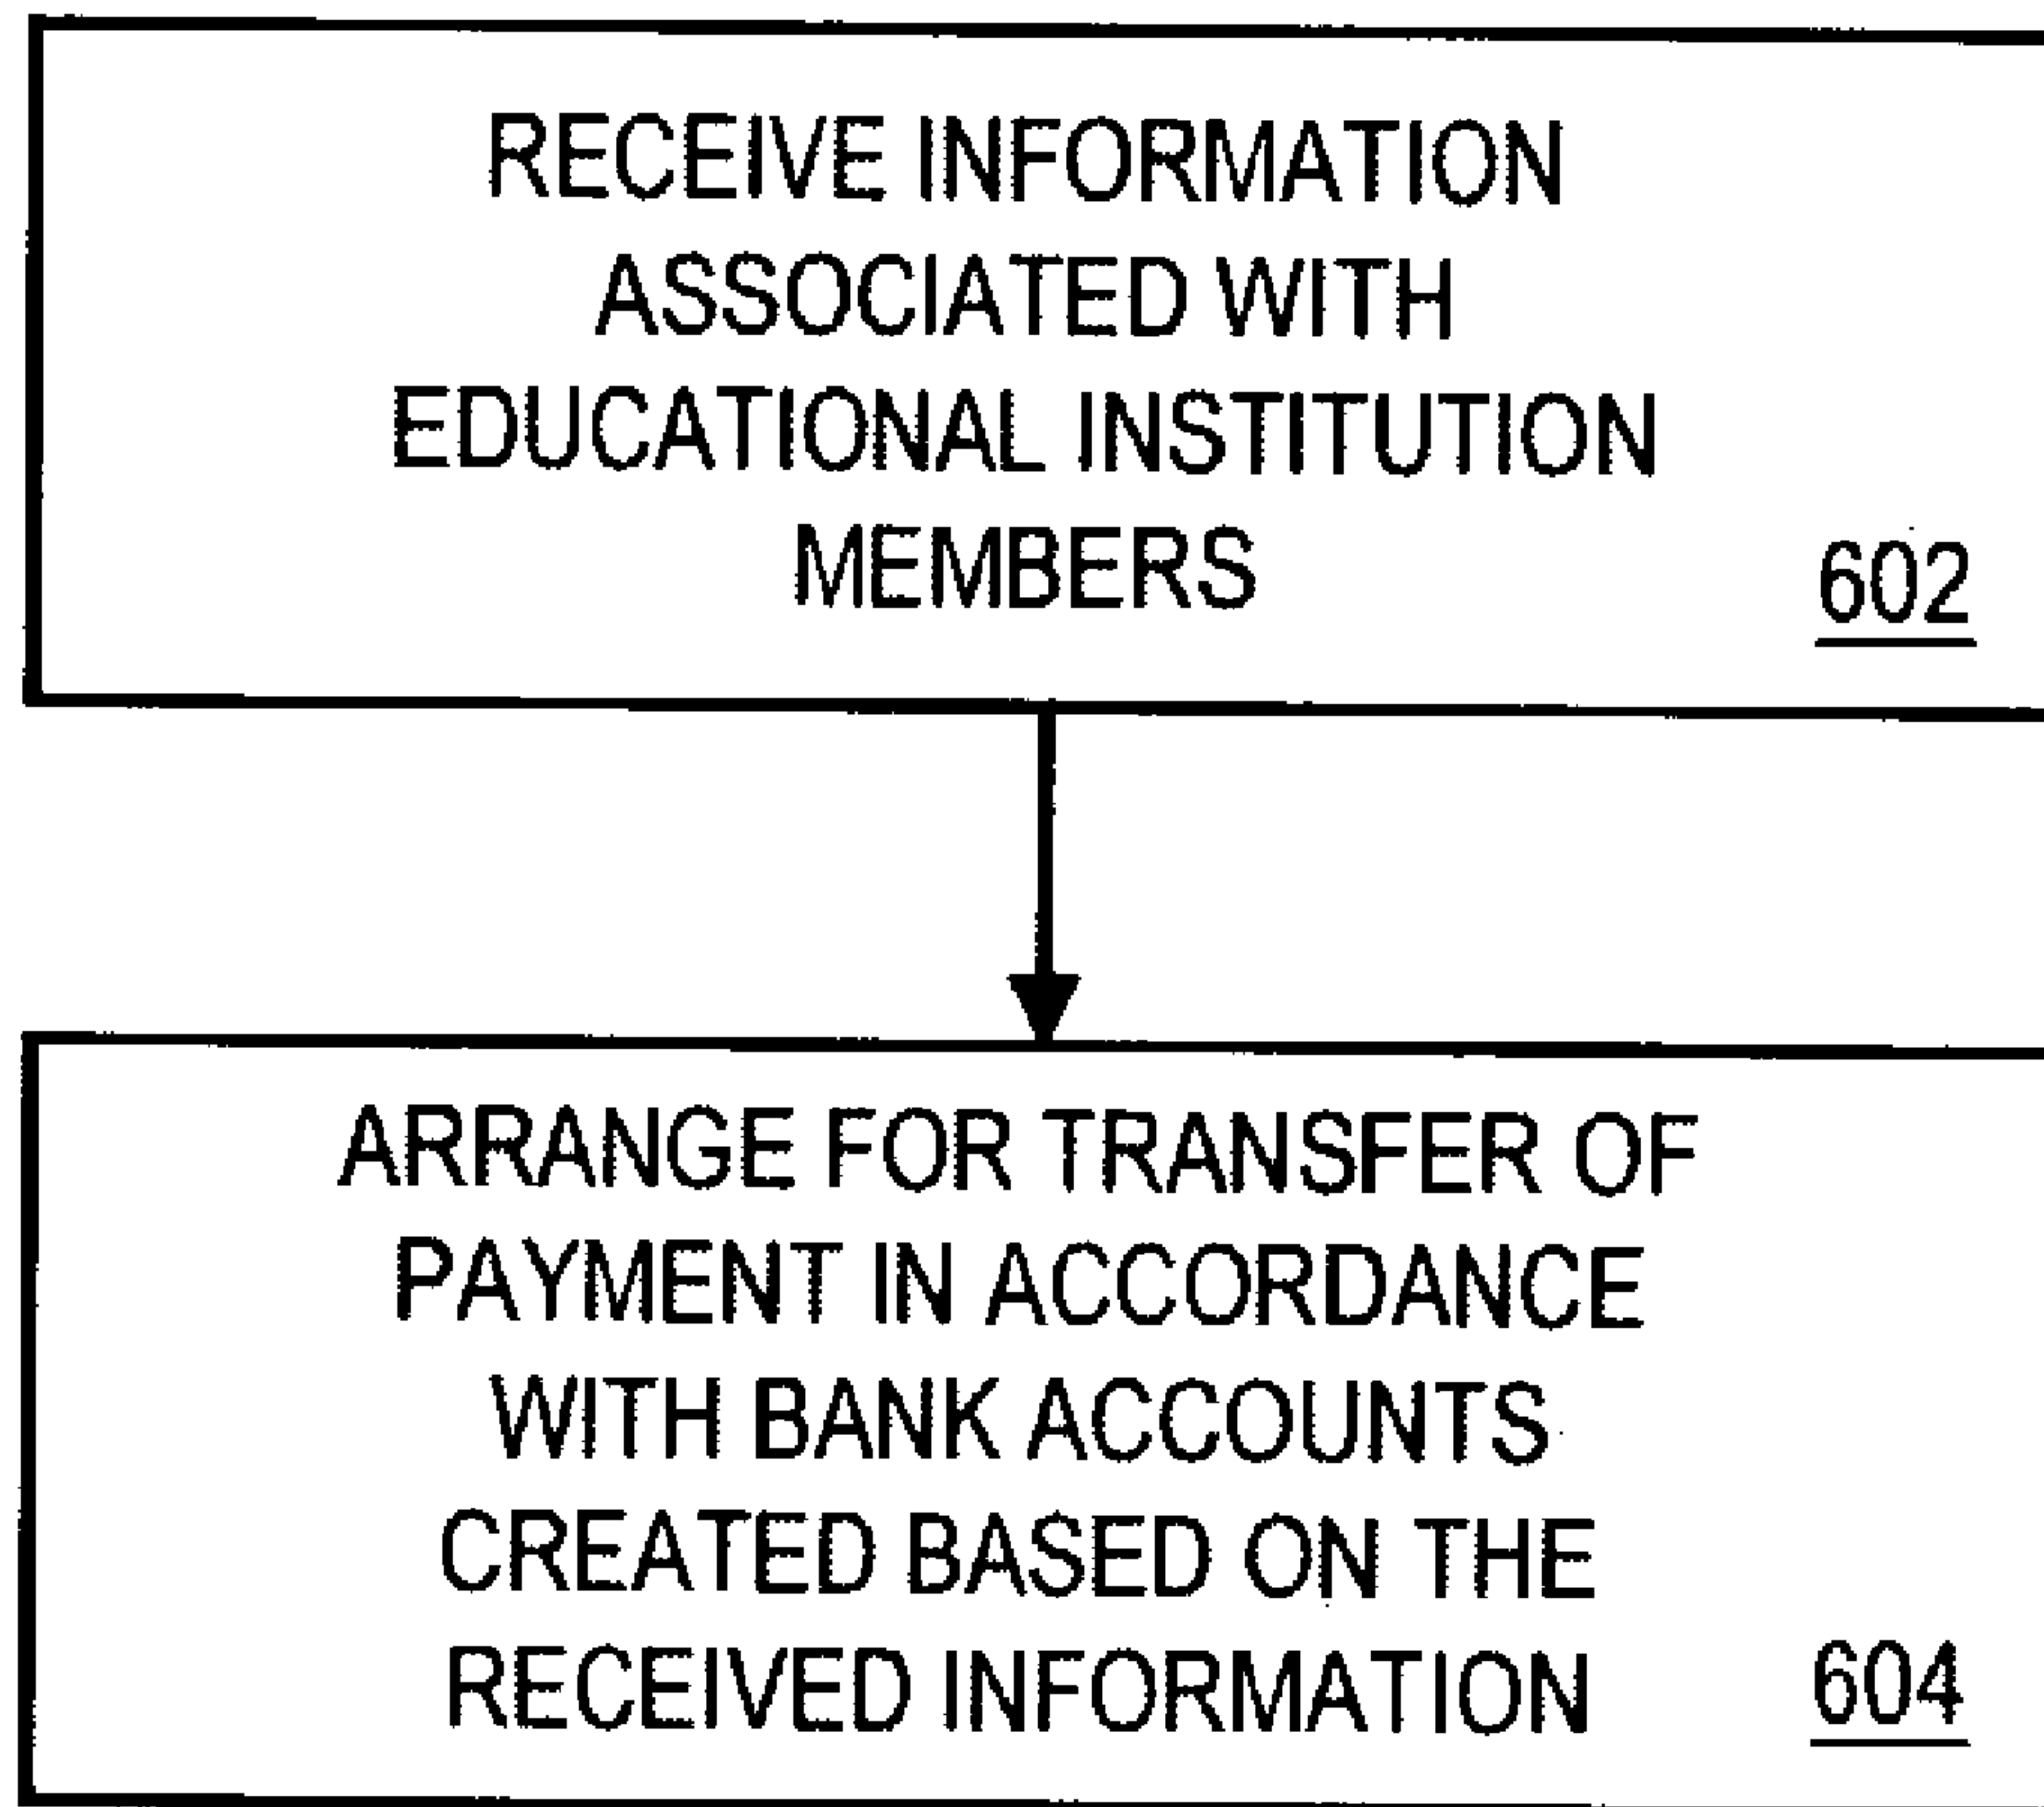 RECEIVE INFORMATION
ASSOCIATED WITH
EDUCATIONAL INSTITUTION
MEMBERS
602
ARRANGE FOR TRANSFER OF
PAYMENT IN ACCORDANCE
WITH BANK ACCOUNTS
CREATED BASED ON THE
RECEIVED INFORMATION
604